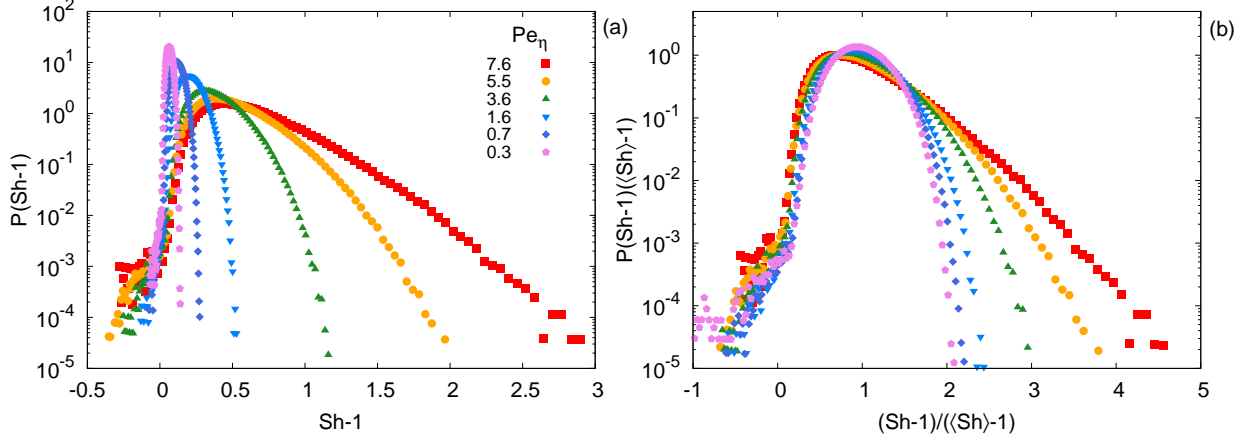 (a)
P(Sh-1)
10^2
10^1
10^0
10^-1
10^-2
10^-3
10^-4
10^-5
Pe_η
7.6
5.5
3.6
1.6
0.7
0.3
-0.5 0 0.5 1 1.5 2 2.5 3
Sh-1
(b)
P(Sh-1)(⟨Sh⟩-1)
10^0
10^-1
10^-2
10^-3
10^-4
10^-5
-1 0 1 2 3 4 5
(Sh-1)/(⟨Sh⟩-1)